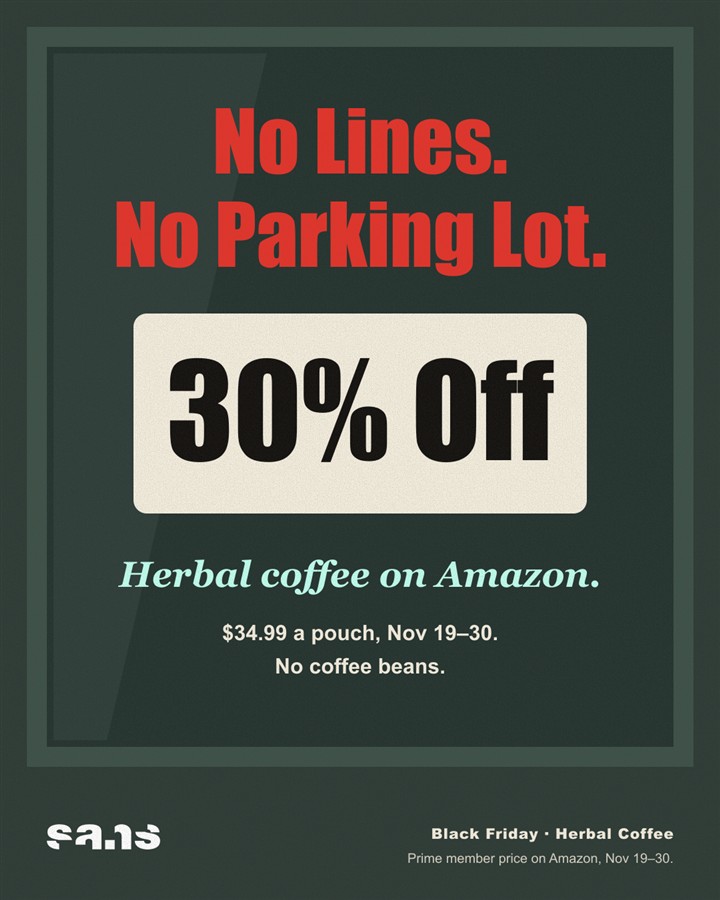 No Lines.
No Parking Lot.
30% Off
Herbal coffee on Amazon.
$34.99 a pouch, Nov 19–30.
No coffee beans.
sans
Black Friday · Herbal Coffee
Prime member price on Amazon, Nov 19–30.